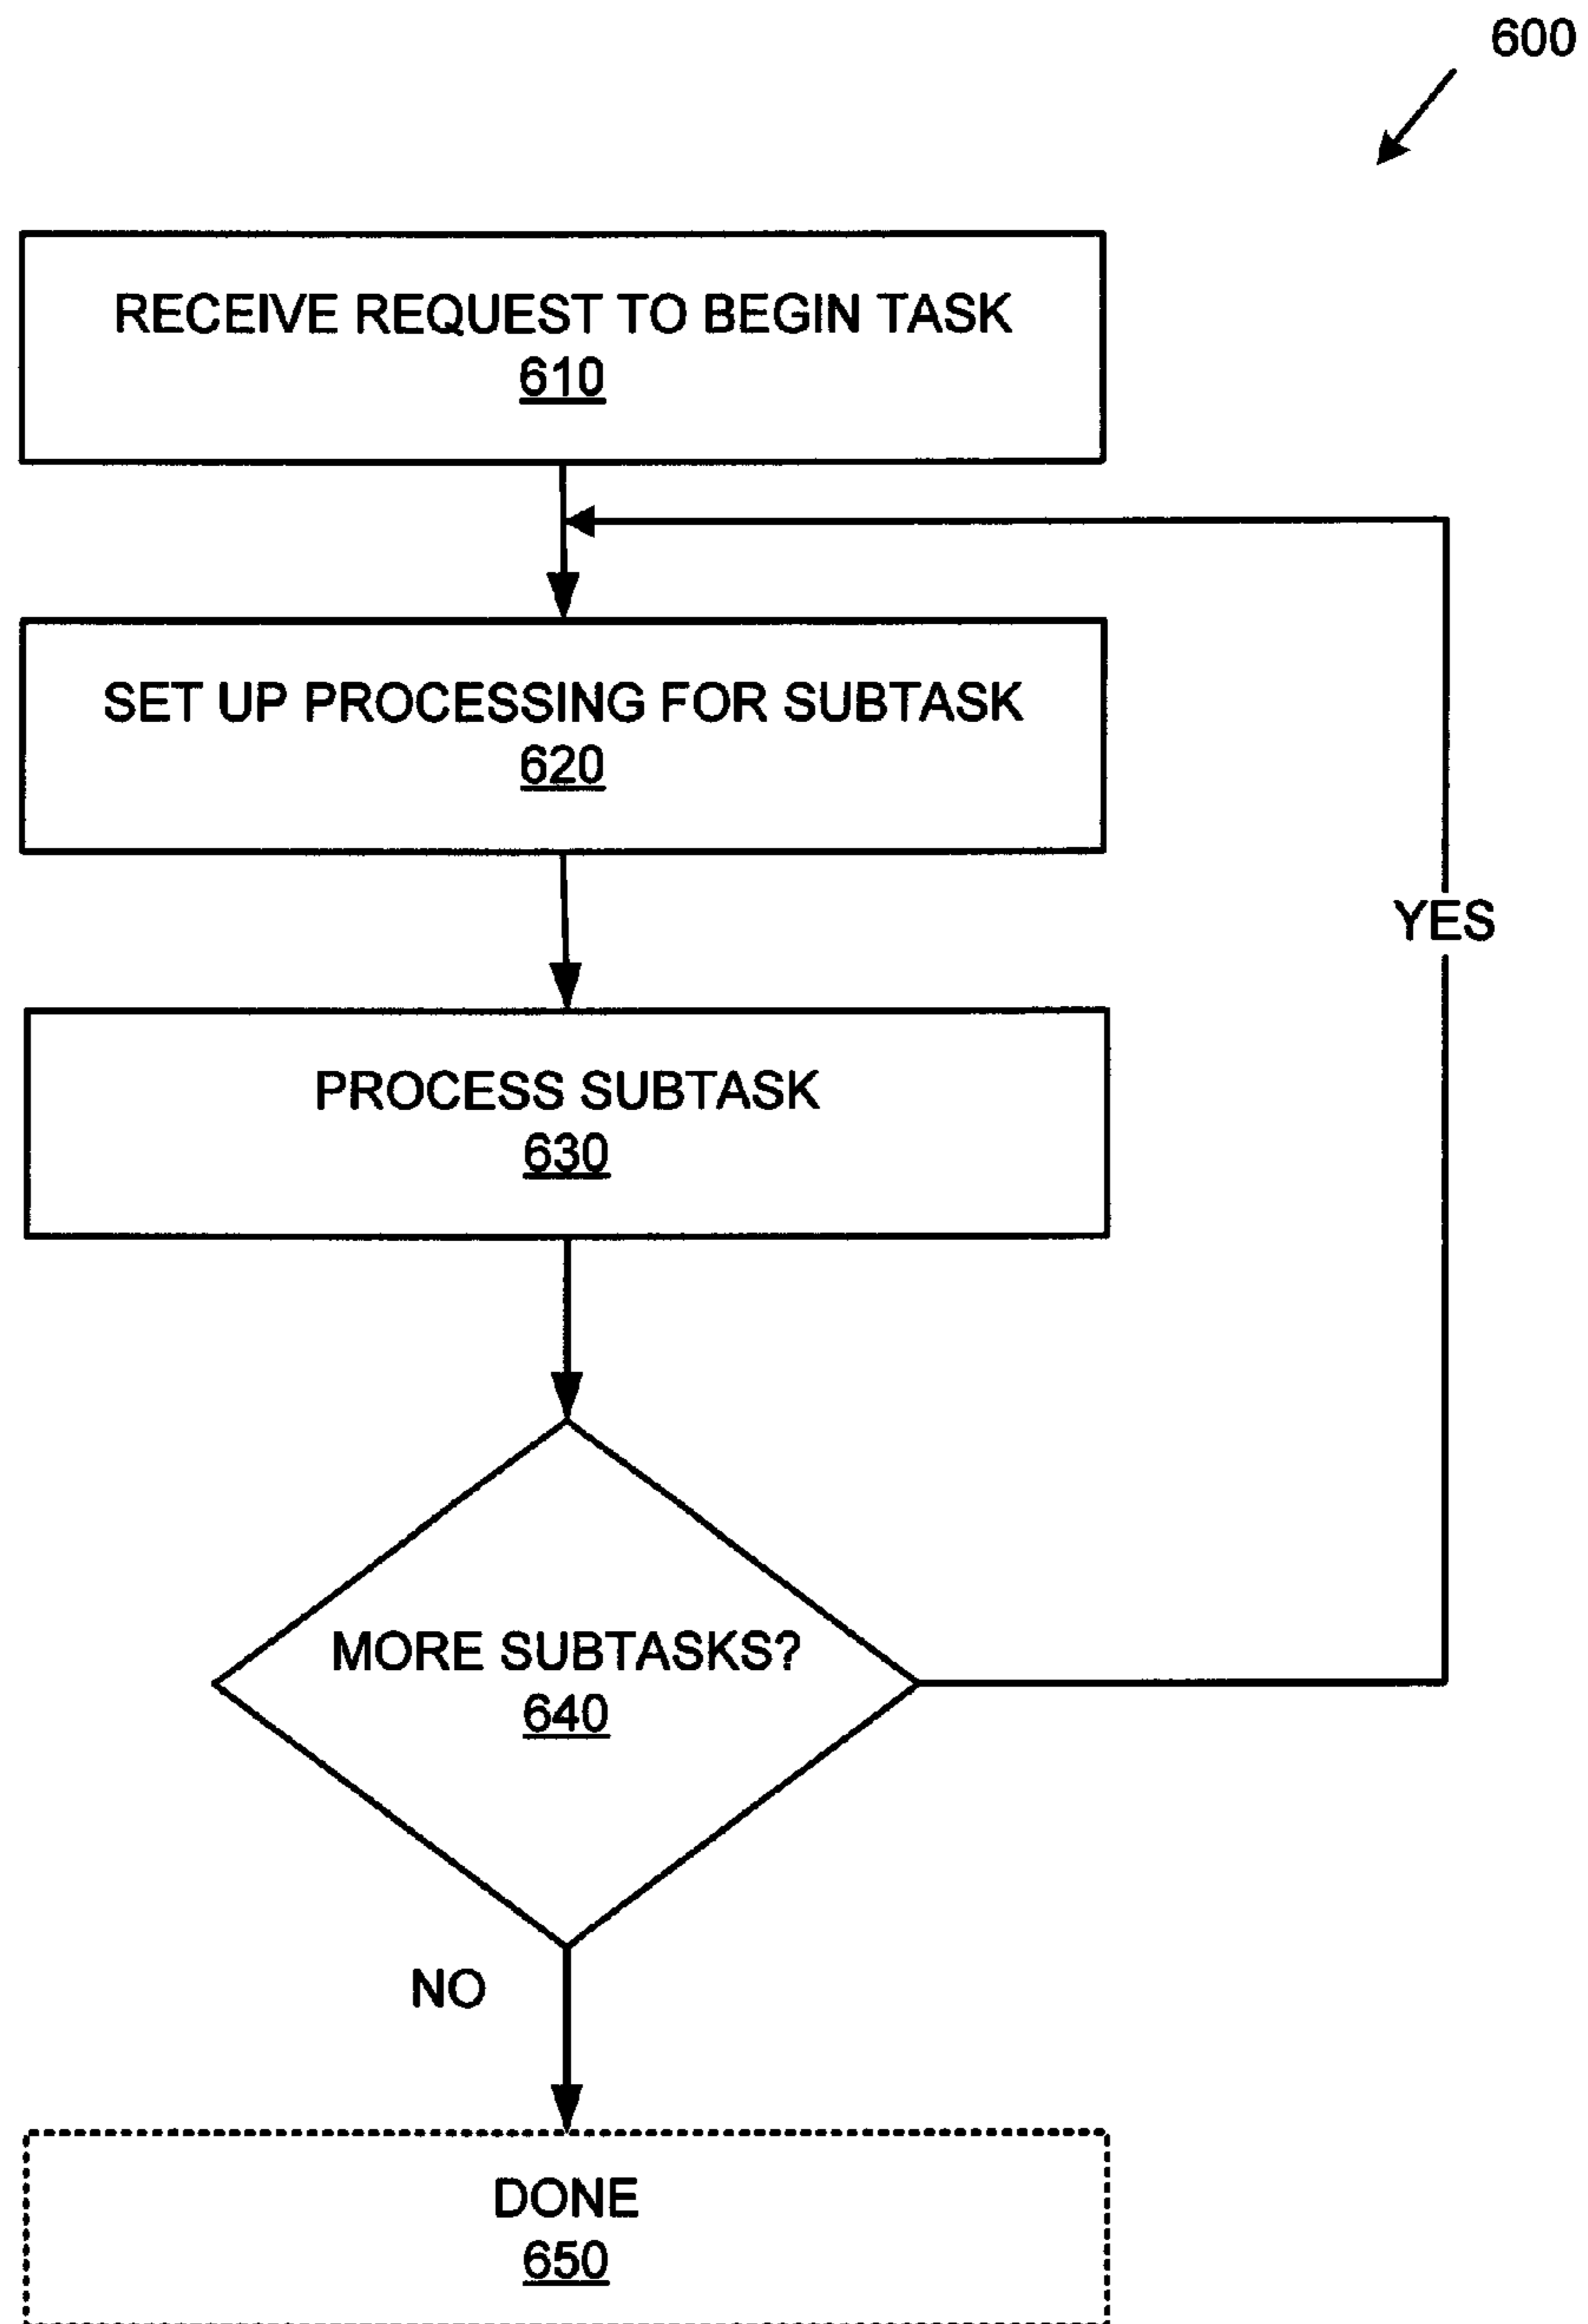 600
RECEIVE REQUEST TO BEGIN TASK
610
SET UP PROCESSING FOR SUBTASK
620
YES
PROCESS SUBTASK
630
MORE SUBTASKS?
640
NO
DONE
650